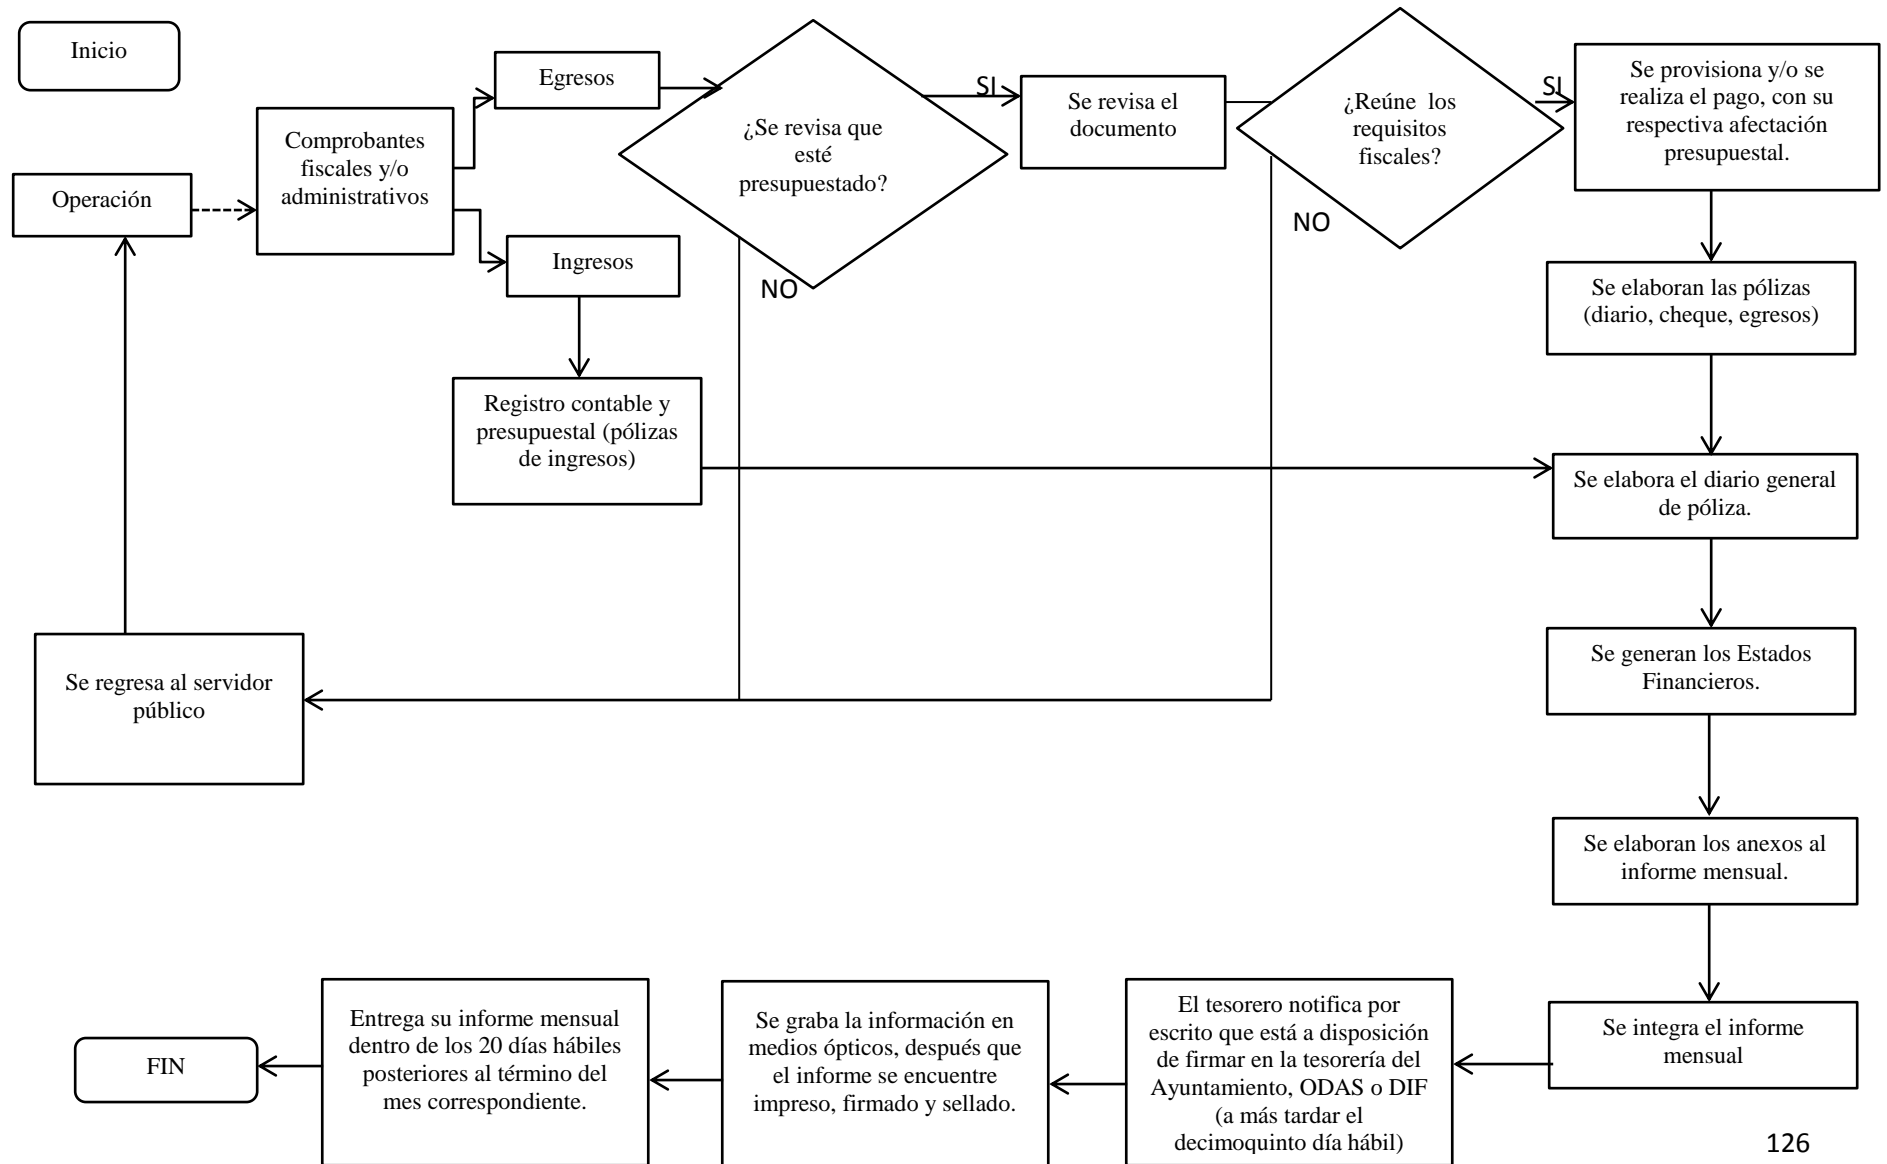 Inicio
Operación
Comprobantes
fiscales y/o
administrativos
Egresos
Ingresos
Registro contable y
presupuestal (pólizas
de ingresos)
¿Se revisa que
esté
presupuestado?
SI
NO
Se revisa el
documento
¿Reúne los
requisitos
fiscales?
SI
NO
Se provisiona y/o se
realiza el pago, con su
respectiva afectación
presupuestal.
Se elaboran las pólizas
(diario, cheque, egresos)
Se elabora el diario general
de póliza.
Se regresa al servidor
público
Se generan los Estados
Financieros.
Se elaboran los anexos al
informe mensual.
Se integra el informe
mensual
El tesorero notifica por
escrito que está a disposición
de firmar en la tesorería del
Ayuntamiento, ODAS o DIF
(a más tardar el
decimoquinto día hábil)
Se graba la información en
medios ópticos, después que
el informe se encuentre
impreso, firmado y sellado.
Entrega su informe mensual
dentro de los 20 días hábiles
posteriores al término del
mes correspondiente.
FIN
126